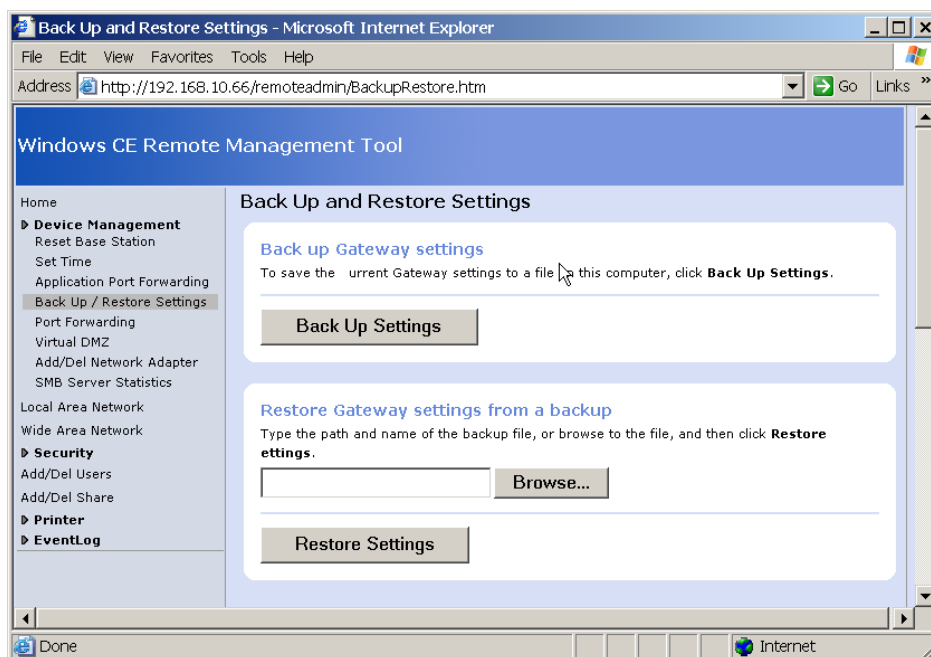 Back Up and Restore Settings - Microsoft Internet Explorer
File Edit View Favorites Tools Help
Address http://192.168.10.66/remoteadmin/BackupRestore.htm Go Links »
Windows CE Remote Management Tool
Home
Device Management
Reset Base Station
Set Time
Application Port Forwarding
Back Up / Restore Settings
Port Forwarding
Virtual DMZ
Add/Del Network Adapter
SMB Server Statistics
Local Area Network
Wide Area Network
Security
Add/Del Users
Add/Del Share
Printer
EventLog
Back Up and Restore Settings
Back up Gateway settings
To save the urrent Gateway settings to a file this computer, click Back Up Settings.
Back Up Settings
Restore Gateway settings from a backup
Type the path and name of the backup file, or browse to the file, and then click Restore
ettings.
Browse...
Restore Settings
Done
Internet